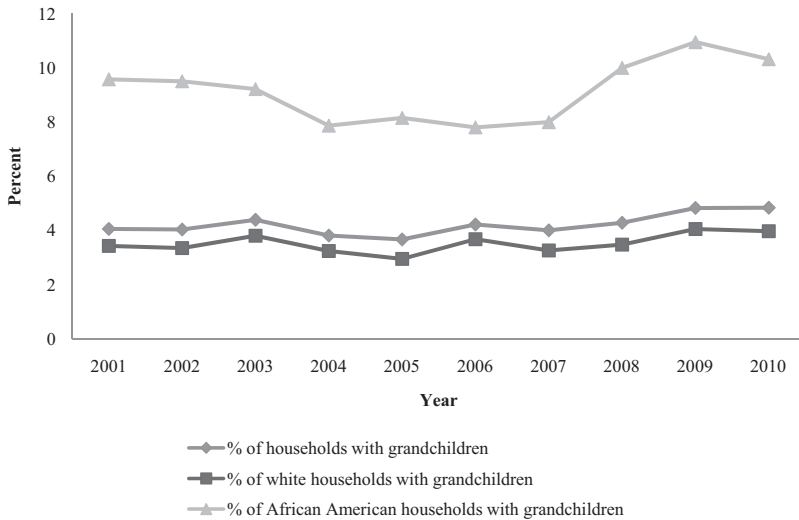 12
10
8
6
4
2
0
Percent
2001 2002 2003 2004 2005 2006 2007 2008 2009 2010
Year
% of households with grandchildren
% of white households with grandchildren
% of African American households with grandchildren